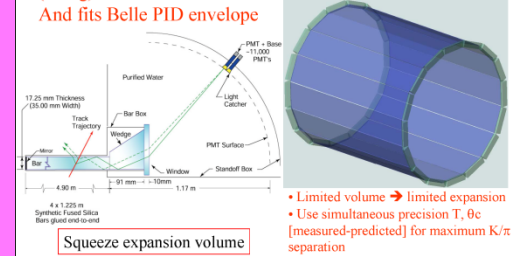 And fits Belle PID envelope
PMT + Base
~11,000
PMT's
Purified Water
Light
Catcher
17.25 mm Thickness
(35.00 mm Width)
Bar Box
Track
Trajectory
Wedge
Mirror
PMT Surface
Bar
Window
Standoff Box
91 mm
10mm
4.90 m
1.17 m
4 x 1.225 m
Synthetic Fused Silica
Bars glued end-to-end
Squeeze expansion volume
• Limited volume ➔ limited expansion
• Use simultaneous precision T, θc
[measured-predicted] for maximum K/π
separation